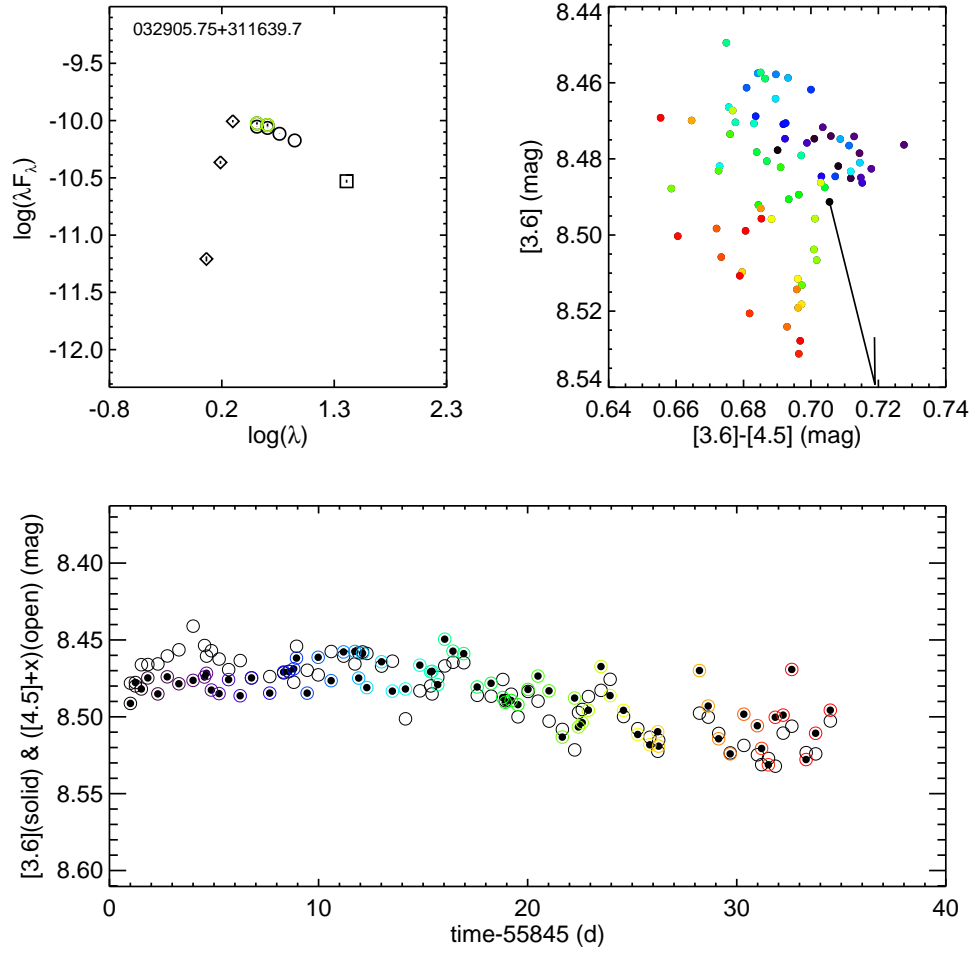 032905.75+311639.7
-9.5
-10.0
-10.5
-11.0
-11.5
-12.0
log(λF_λ)
-0.8 0.2 1.3 2.3
log(λ)
8.44
8.46
8.48
8.50
8.52
8.54
[3.6] (mag)
0.64 0.66 0.68 0.70 0.72 0.74
[3.6]-[4.5] (mag)
8.40
8.45
8.50
8.55
8.60
[3.6](solid) & ([4.5]+x)(open) (mag)
0 10 20 30 40
time-55845 (d)